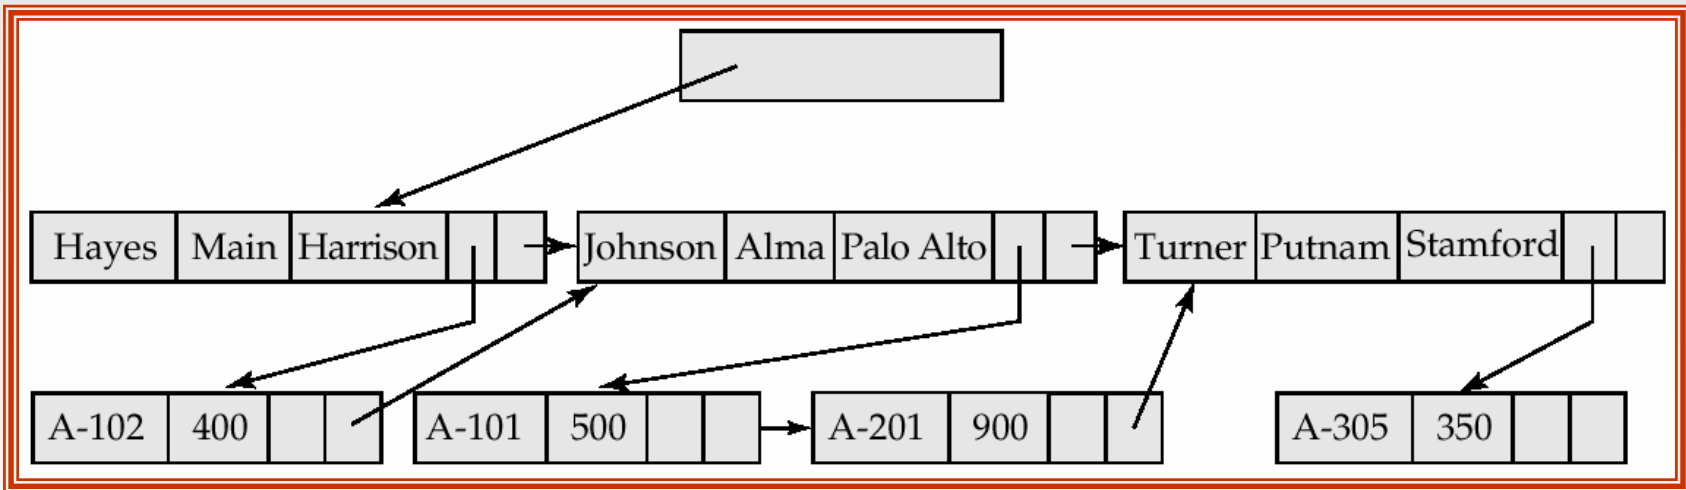 Hayes Main Harrison Johnson Alma Palo Alto Turner Putnam Stamford
A-102 400 A-101 500 A-201 900 A-305 350